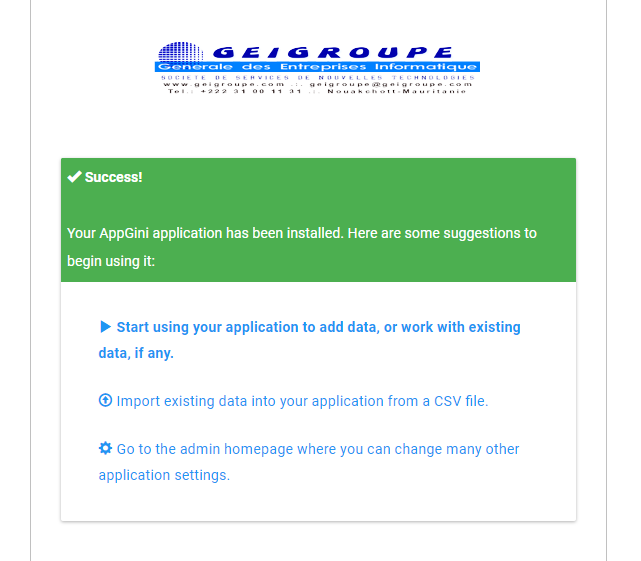 GEIGROUPE
Generale des Entreprises Informatique
SOCIETE DE SERVICES DE NOUVELLES TECHNOLOGIES
www.geigroupe.com .:. geigroupe@geigroupe.com
Tel.: +222 31 00 11 31 .:. Nouakchott-Mauritanie
Success!
Your AppGini application has been installed. Here are some suggestions to
begin using it:
Start using your application to add data, or work with existing
data, if any.
Import existing data into your application from a CSV file.
Go to the admin homepage where you can change many other
application settings.